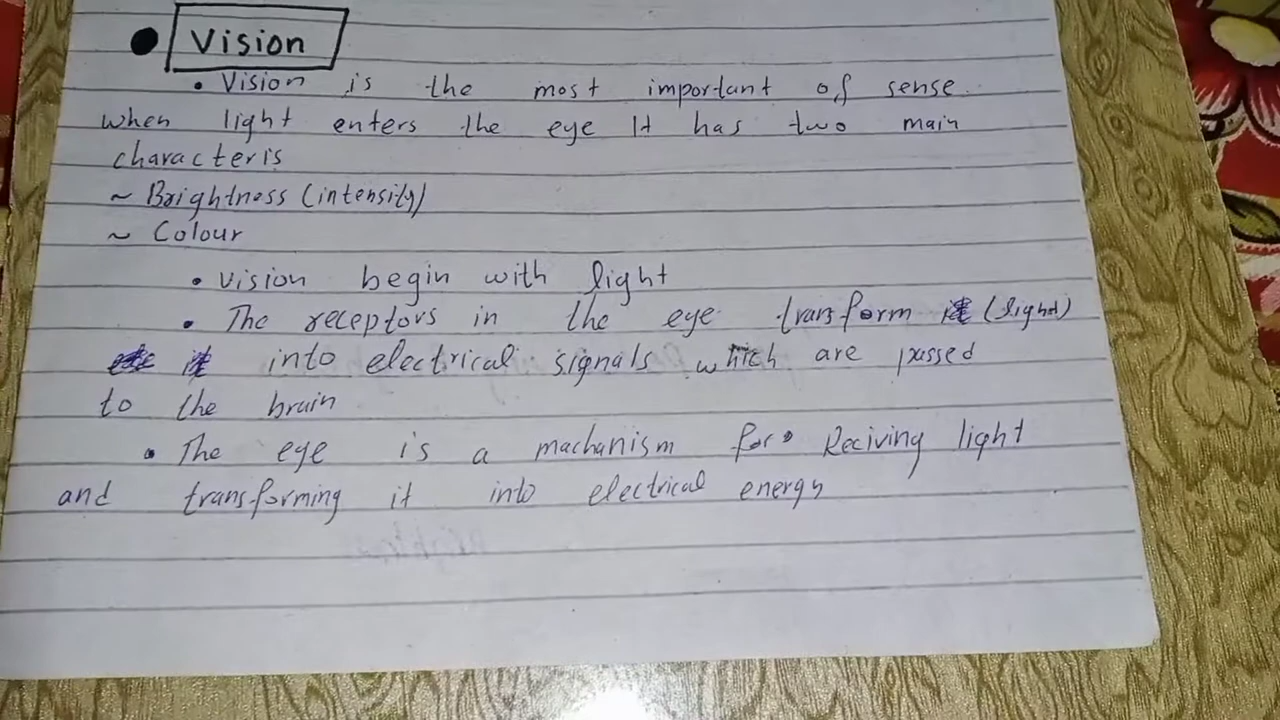 Vision
• Vision is the most important of sense
when light enters the eye It has two main
characteris
~ Brightness (intensity)
~ Colour
• Vision begin with light
• The receptors in the eye transform (light)
into electrical signals which are passed
to the brain
• The eye is a machanism for Reciving light
and transforming it into electrical energy